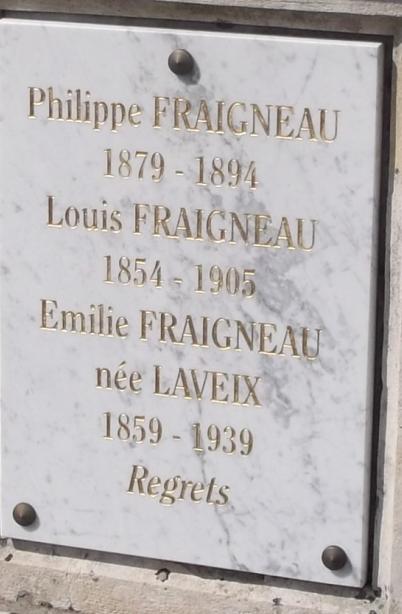 Philippe FRAIGNEAU
1879 - 1894
Louis FRAIGNEAU
1854 - 1905
Emilie FRAIGNEAU
née LAVEIX
1859 - 1939
Regrets